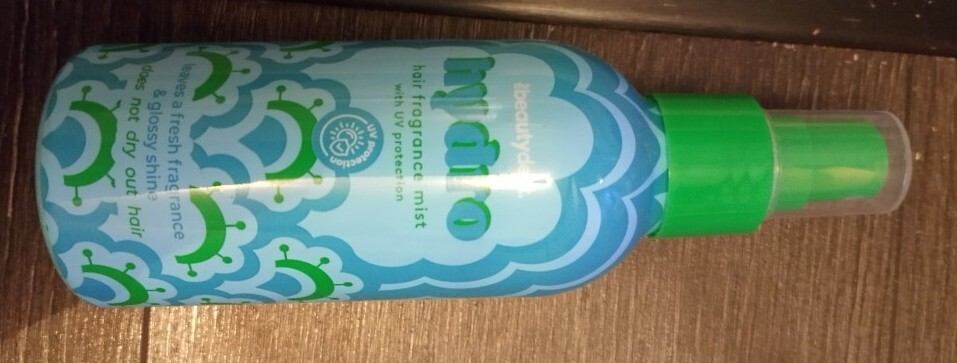 hydro
hair fragrance mist
with UV protection
UV protection
leaves a fresh fragrance
& glossy shine
does not dry out hair